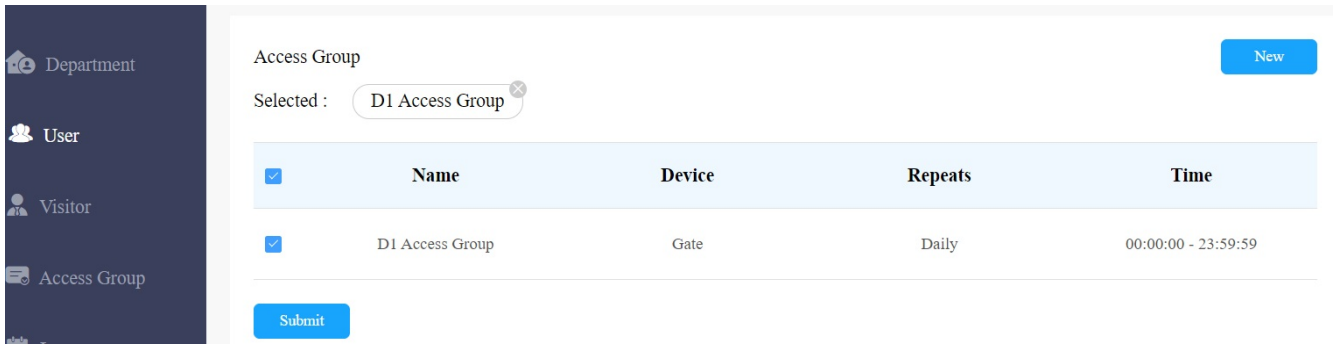 Department
User
Visitor
Access Group
Access Group
New
Selected :
D1 Access Group
Name Device Repeats Time
D1 Access Group Gate Daily 00:00:00 - 23:59:59
Submit